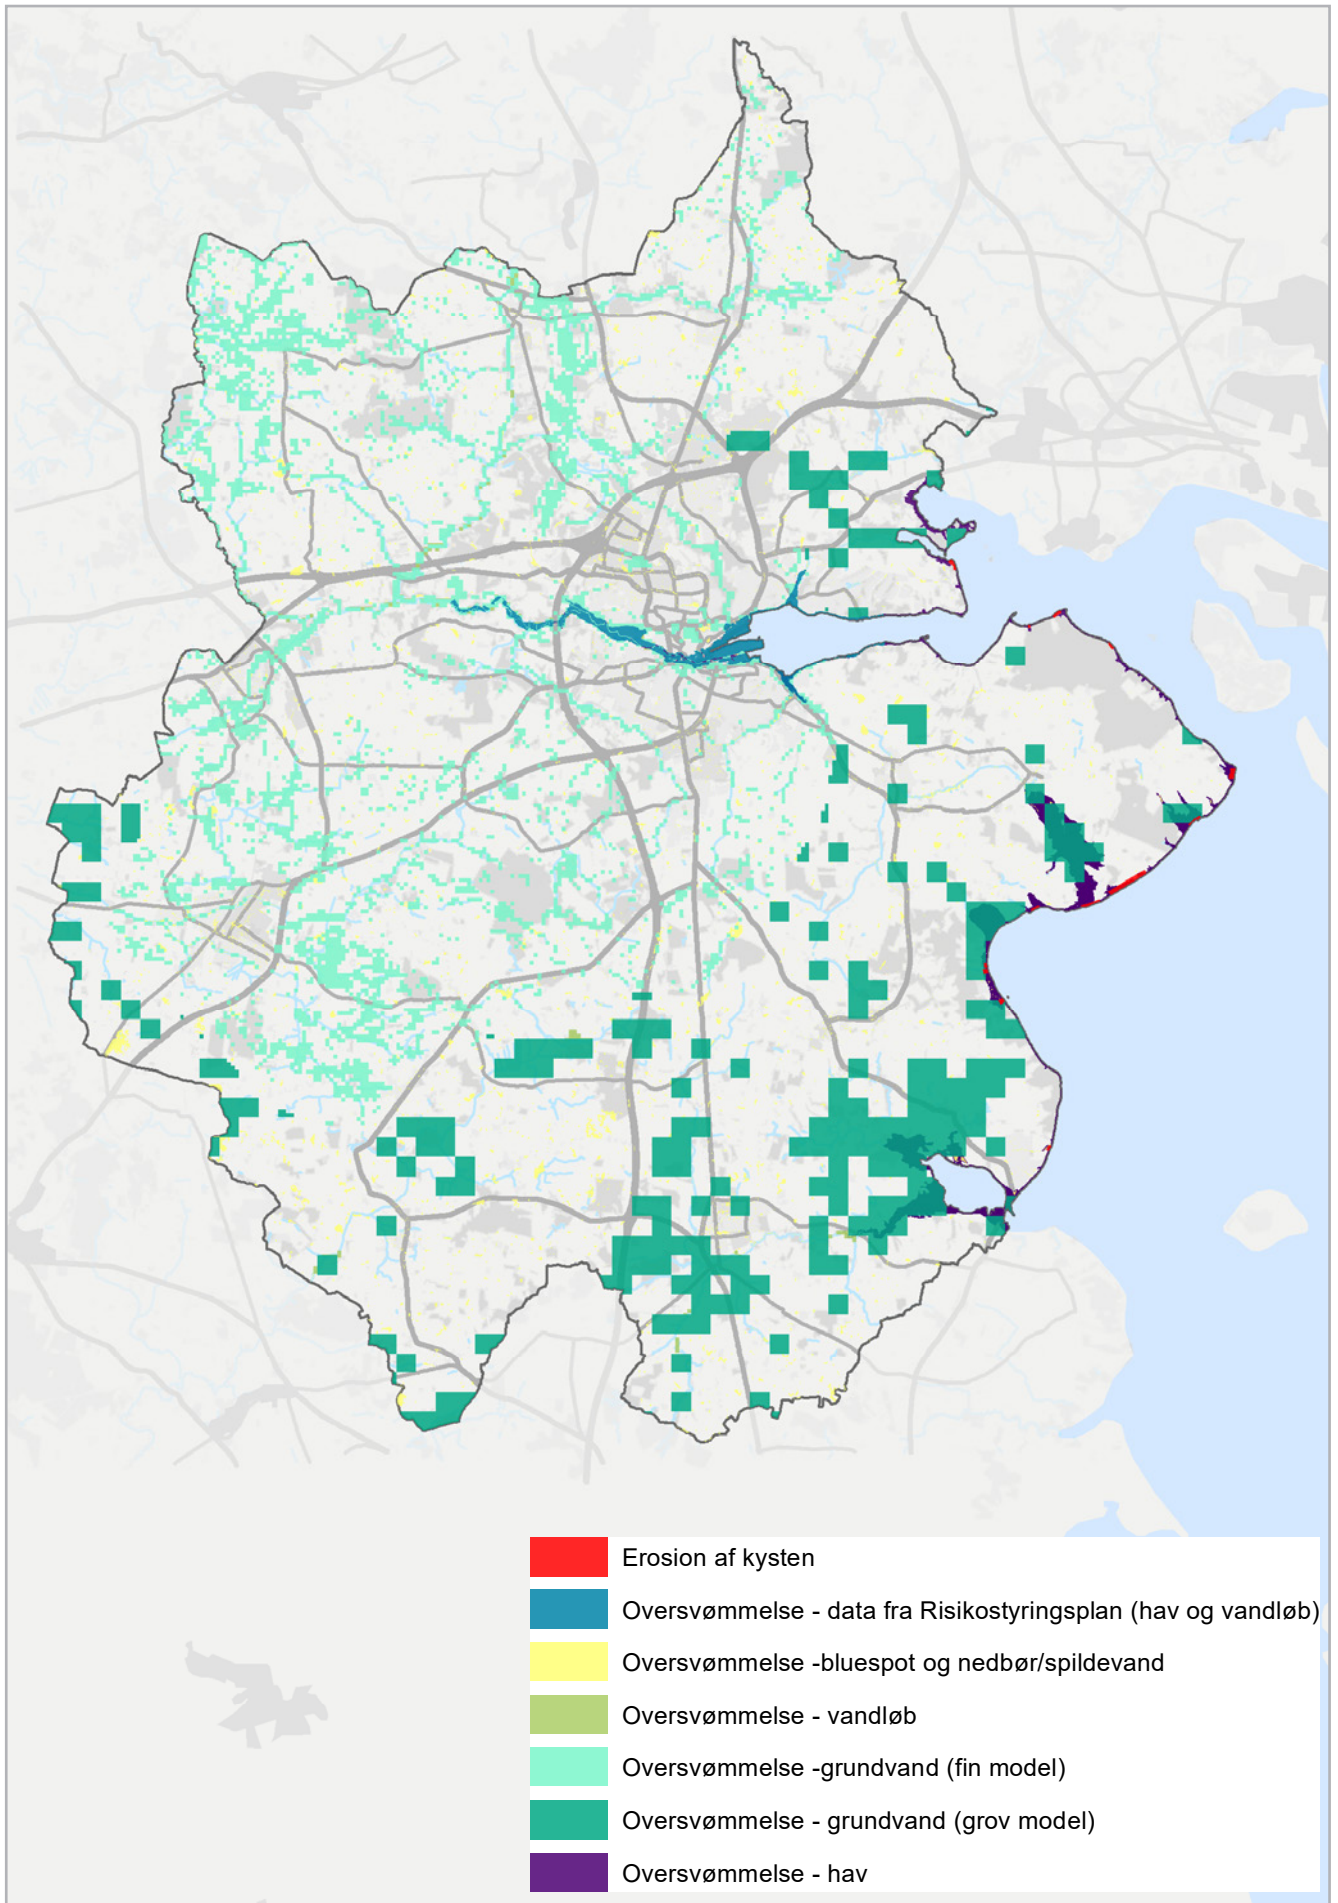 Erosion af kysten
Oversvømmelse - data fra Risikostyringsplan (hav og vandløb)
Oversvømmelse -bluespot og nedbør/spildevand
Oversvømmelse - vandløb
Oversvømmelse -grundvand (fin model)
Oversvømmelse - grundvand (grov model)
Oversvømmelse - hav